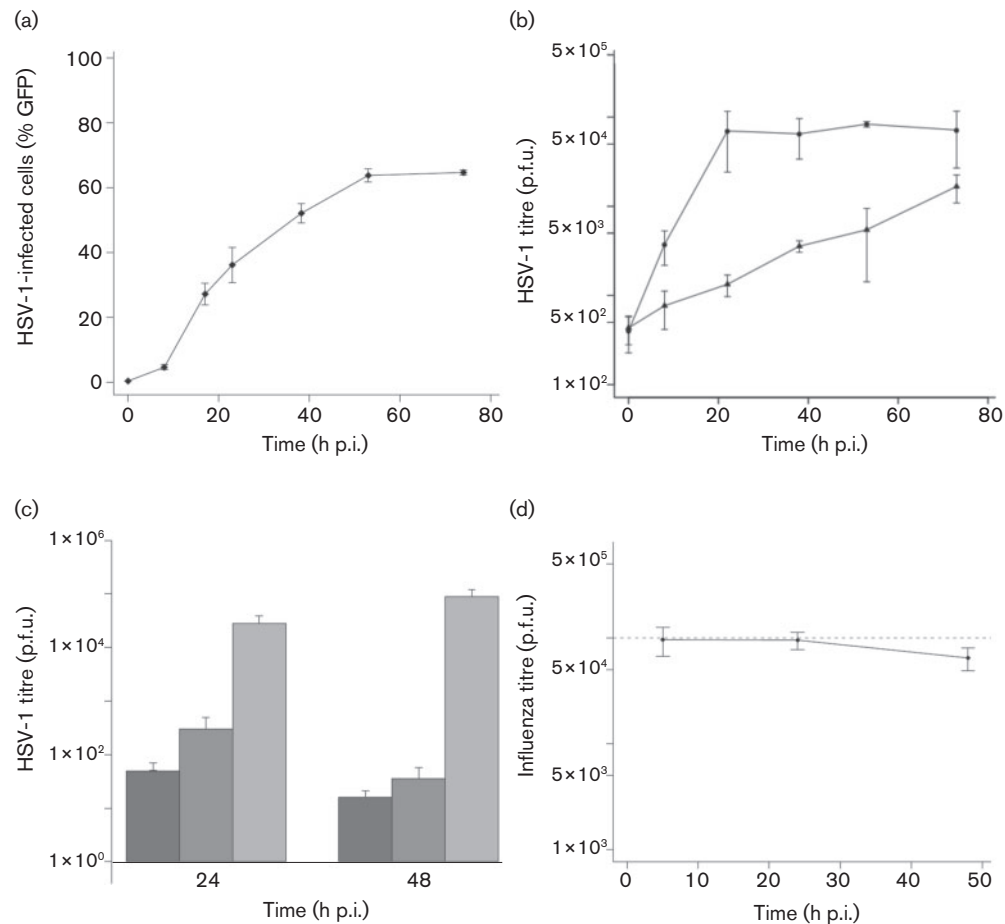 (a)
HSV-1-infected cells (% GFP)
100
80
60
40
20
0
0 20 40 60 80
Time (h p.i.)
(b)
HSV-1 titre (p.f.u.)
5×10⁵
5×10⁴
5×10³
5×10²
1×10²
0 20 40 60 80
Time (h p.i.)
(c)
HSV-1 titre (p.f.u.)
1×10⁶
1×10⁴
1×10²
1×10⁰
24 48
Time (h p.i.)
(d)
Influenza titre (p.f.u.)
5×10⁵
5×10⁴
5×10³
1×10³
0 10 20 30 40 50
Time (h p.i.)